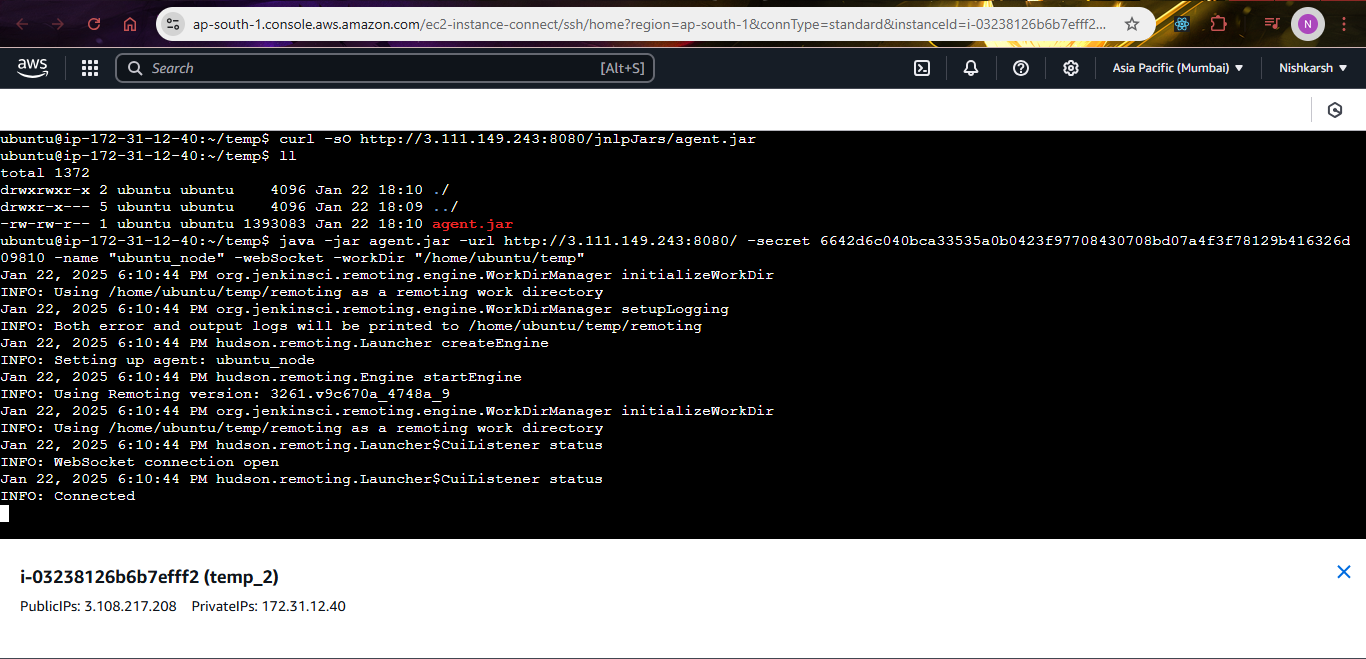 ap-south-1.console.aws.amazon.com/ec2-instance-connect/ssh/home?region=ap-south-1&connType=standard&instanceId=i-03238126b6b7efff2...
N
aws
Search
[Alt+S]
Asia Pacific (Mumbai)
Nishkarsh
ubuntu@ip-172-31-12-40:~/temp$ curl -sO http://3.111.149.243:8080/jnlpJars/agent.jar
ubuntu@ip-172-31-12-40:~/temp$ ll
total 1372
drwxrwxr-x 2 ubuntu ubuntu    4096 Jan 22 18:10 ./
drwxr-x--- 5 ubuntu ubuntu    4096 Jan 22 18:09 ../
-rw-rw-r-- 1 ubuntu ubuntu 1393083 Jan 22 18:10 agent.jar
ubuntu@ip-172-31-12-40:~/temp$ java -jar agent.jar -url http://3.111.149.243:8080/ -secret 6642d6c040bca33535a0b0423f97708430708bd07a4f3f78129b416326d
09810 -name "ubuntu_node" -webSocket -workDir "/home/ubuntu/temp"
Jan 22, 2025 6:10:44 PM org.jenkinsci.remoting.engine.WorkDirManager initializeWorkDir
INFO: Using /home/ubuntu/temp/remoting as a remoting work directory
Jan 22, 2025 6:10:44 PM org.jenkinsci.remoting.engine.WorkDirManager setupLogging
INFO: Both error and output logs will be printed to /home/ubuntu/temp/remoting
Jan 22, 2025 6:10:44 PM hudson.remoting.Launcher createEngine
INFO: Setting up agent: ubuntu_node
Jan 22, 2025 6:10:44 PM hudson.remoting.Engine startEngine
INFO: Using Remoting version: 3261.v9c670a_4748a_9
Jan 22, 2025 6:10:44 PM org.jenkinsci.remoting.engine.WorkDirManager initializeWorkDir
INFO: Using /home/ubuntu/temp/remoting as a remoting work directory
Jan 22, 2025 6:10:44 PM hudson.remoting.Launcher$CuiListener status
INFO: WebSocket connection open
Jan 22, 2025 6:10:44 PM hudson.remoting.Launcher$CuiListener status
INFO: Connected
i-03238126b6b7efff2 (temp_2)
PublicIPs: 3.108.217.208 PrivateIPs: 172.31.12.40